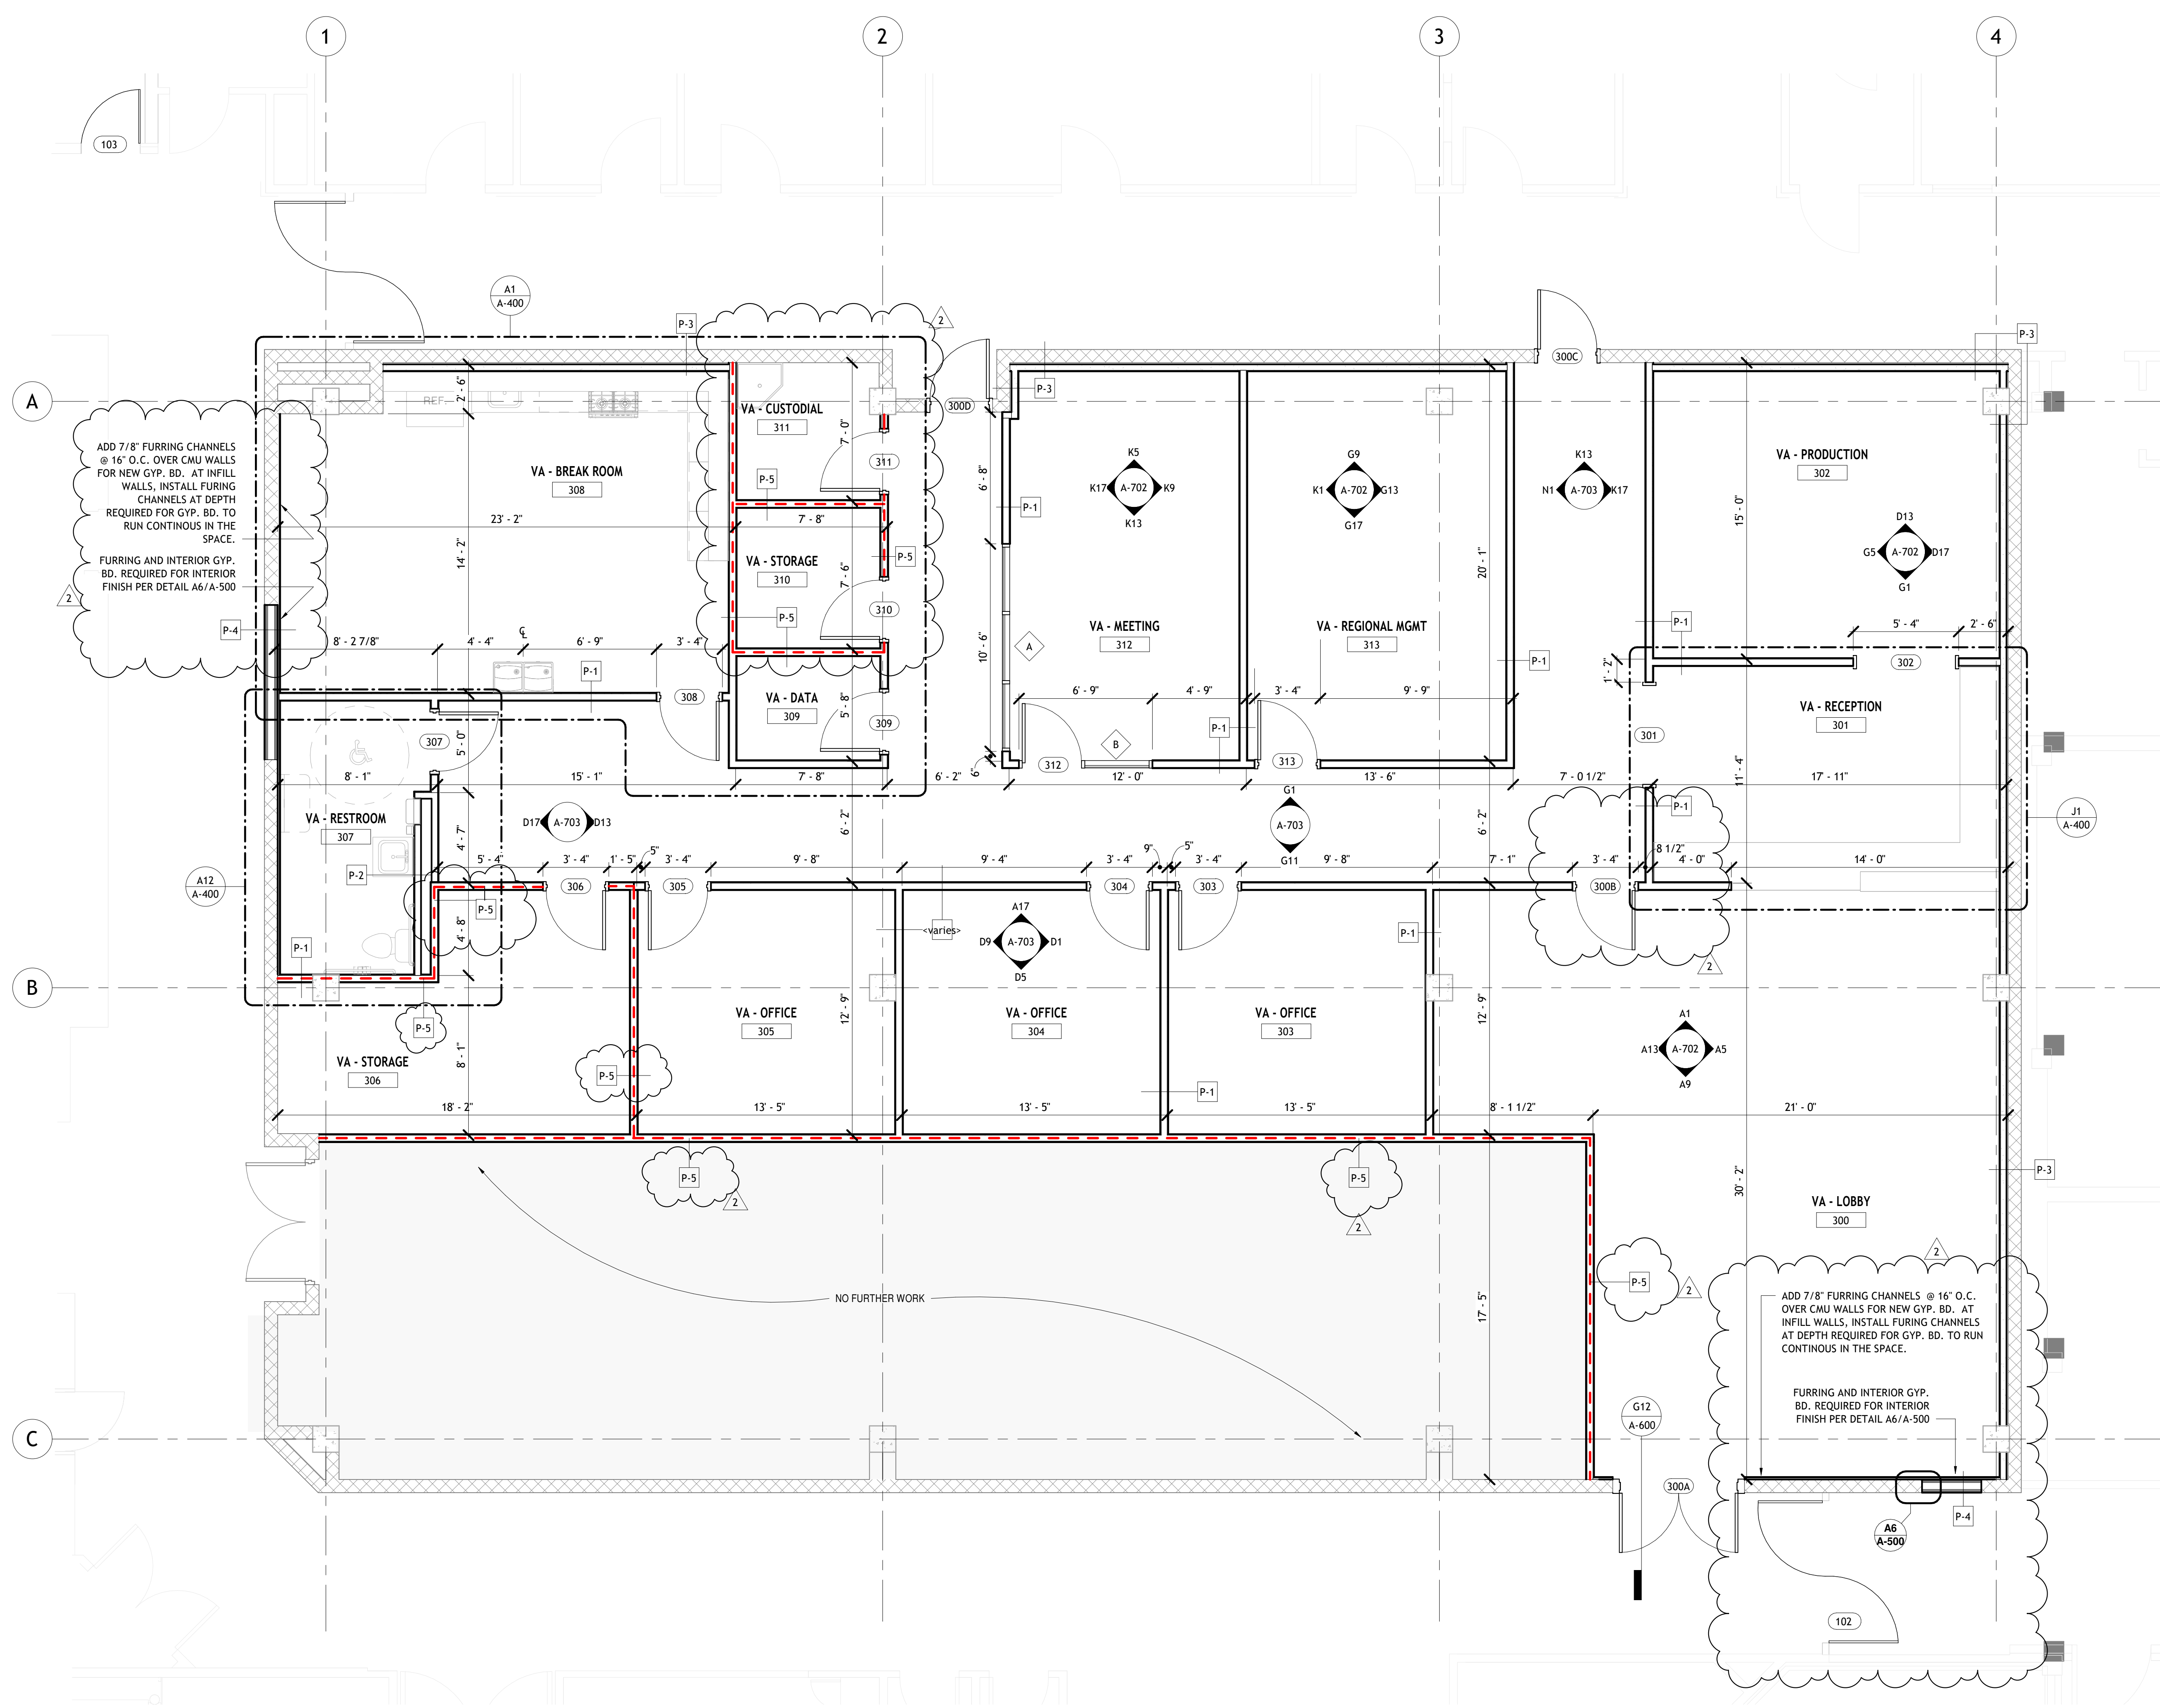 1
2
3
4
103
A1
A-400
P-3
2
P-3
300C
A
REF.
VA - CUSTODIAL
311
300D
P-3
2' - 6"
7' - 0"
ADD 7/8" FURRING CHANNELS
@ 16" O.C. OVER CMU WALLS
FOR NEW GYP. BD. AT INFILL
WALLS, INSTALL FURING
CHANNELS AT DEPTH
REQUIRED FOR GYP. BD. TO
RUN CONTINOUS IN THE
SPACE.
FURRING AND INTERIOR GYP.
BD. REQUIRED FOR INTERIOR
FINISH PER DETAIL A6/A-500
2
P-4
VA - BREAK ROOM
308
P-5
311
6' - 8"
P-1
K5
K17
A-702
K9
K13
G9
K1
A-702
G13
G17
K13
N1
A-703
K17
VA - PRODUCTION
302
D13
G5
A-702
D17
G1
15' - 0"
23' - 2"
7' - 8"
14' - 2"
VA - STORAGE
310
P-5
7' - 6"
310
P-5
20' - 1"
10' - 6"
A
VA - MEETING
312
VA - REGIONAL MGMT
313
P-1
P-1
5' - 4"
2' - 6"
302
1' - 2"
8' - 2 7/8"
4' - 4"
CL
6' - 9"
3' - 4"
P-1
308
VA - DATA
309
5' - 8"
309
6' - 9"
4' - 9"
3' - 4"
9' - 9"
P-1
B
312
313
6"
VA - RECEPTION
301
301
11' - 4"
307
5' - 0"
8' - 1"
15' - 1"
7' - 8"
6' - 2"
12' - 0"
13' - 6"
7' - 0 1/2"
17' - 11"
P-1
J1
A-400
VA - RESTROOM
307
D17
A-703
D13
4' - 7"
6' - 2"
G1
A-703
G11
6' - 2"
A12
A-400
P-2
5' - 4"
3' - 4"
1' - 5"
5"
3' - 4"
9' - 8"
9' - 4"
3' - 4"
9"
5"
3' - 4"
9' - 8"
7' - 1"
3' - 4"
8 1/2"
4' - 0"
14' - 0"
306
305
304
303
300B
P-5
4' - 8"
P-1
<varies>
A17
D9
A-703
D1
D5
P-1
2
B
P-5
VA - STORAGE
306
8' - 1"
P-5
VA - OFFICE
305
12' - 9"
VA - OFFICE
304
VA - OFFICE
303
12' - 9"
P-1
A1
A13
A-702
A5
A9
18' - 2"
13' - 5"
13' - 5"
13' - 5"
8' - 1 1/2"
21' - 0"
P-5
2
P-5
2
30' - 2"
P-3
VA - LOBBY
300
2
P-5
2
NO FURTHER WORK
17' - 5"
ADD 7/8" FURRING CHANNELS @ 16" O.C.
OVER CMU WALLS FOR NEW GYP. BD. AT
INFILL WALLS, INSTALL FURING CHANNELS
AT DEPTH REQUIRED FOR GYP. BD. TO RUN
CONTINOUS IN THE SPACE.
FURRING AND INTERIOR GYP.
BD. REQUIRED FOR INTERIOR
FINISH PER DETAIL A6/A-500
C
G12
A-600
300A
P-4
A6
A-500
102